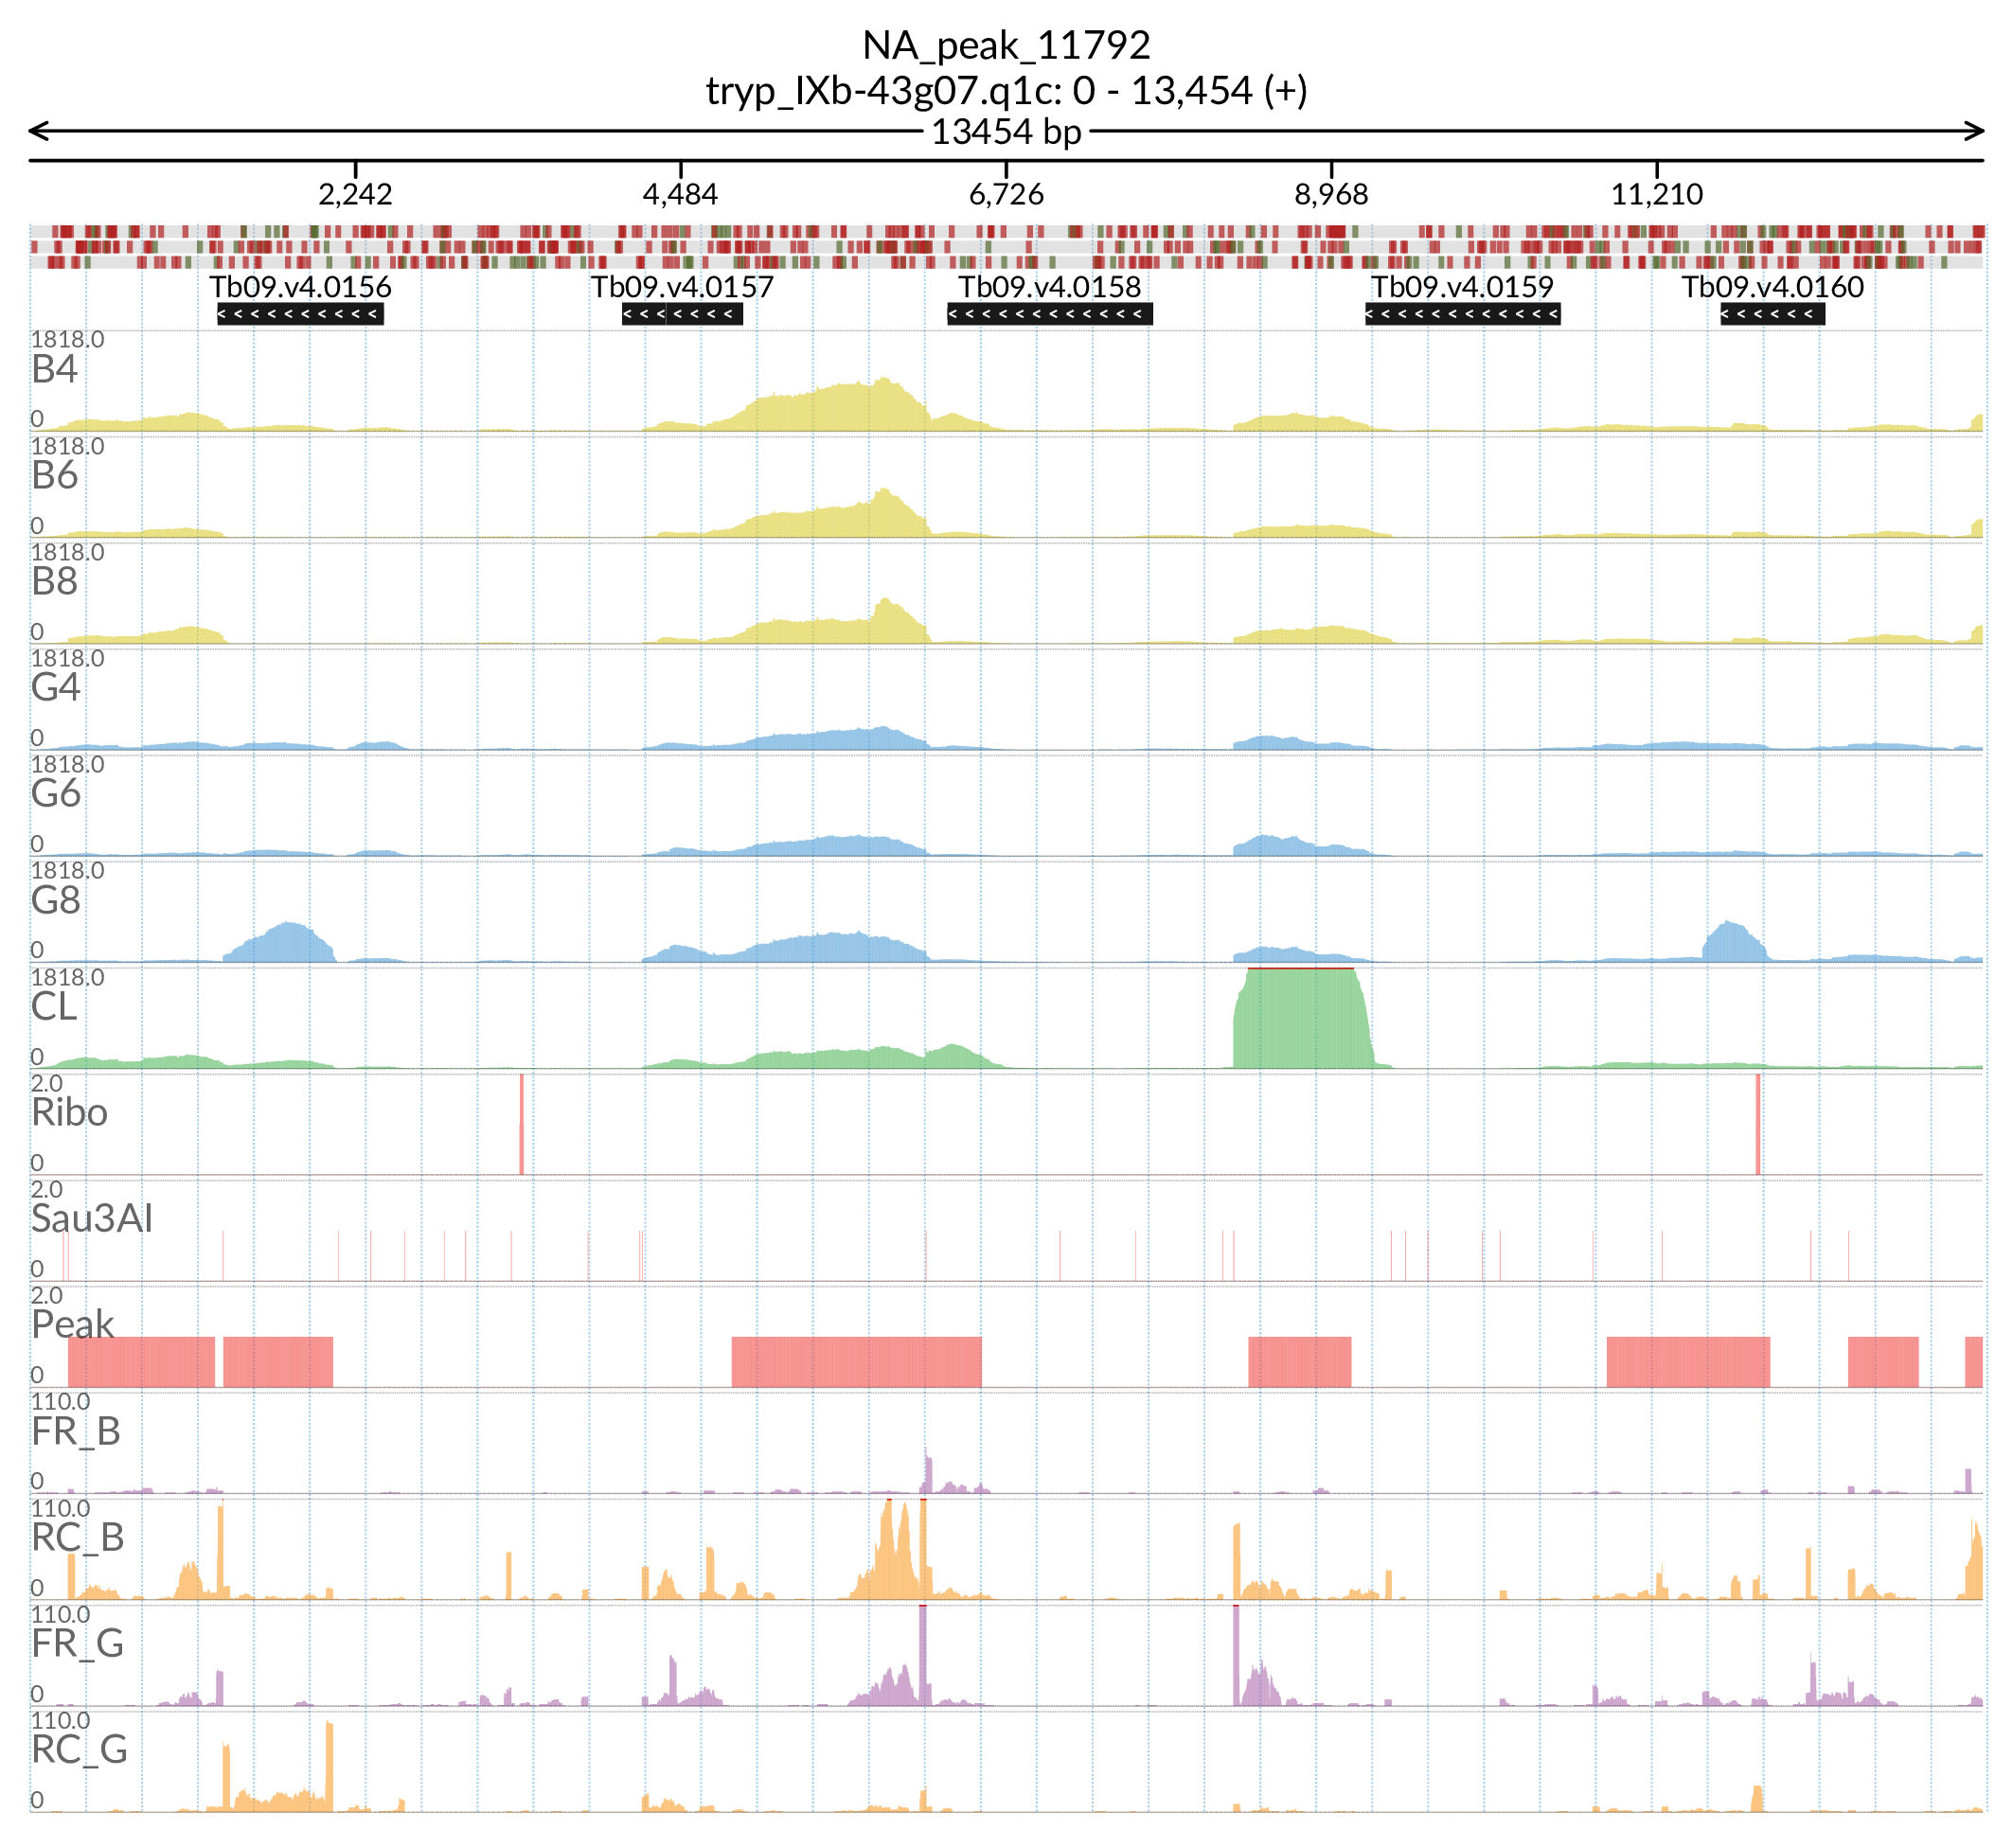 NA_peak_11792
tryp_IXb-43g07.q1c: 0 - 13,454 (+)
13454 bp
2,242 4,484 6,726 8,968 11,210
Tb09.v4.0156 Tb09.v4.0157 Tb09.v4.0158 Tb09.v4.0159 Tb09.v4.0160
1818.0
B4
0
1818.0
B6
0
1818.0
B8
0
1818.0
G4
0
1818.0
G6
0
1818.0
G8
0
1818.0
CL
0
2.0
Ribo
0
2.0
Sau3AI
0
2.0
Peak
0
110.0
FR_B
0
110.0
RC_B
0
110.0
FR_G
0
110.0
RC_G
0